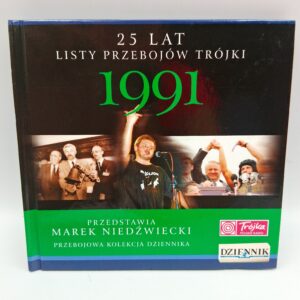 25 LAT
LISTY PRZEBOJÓW TRÓJKI
1991
PRZEDSTAWIA
MAREK NIEDŹWIECKI
PRZEBOJOWA KOLEKCJA DZIENNIKA
Trójka
DZIENNIK